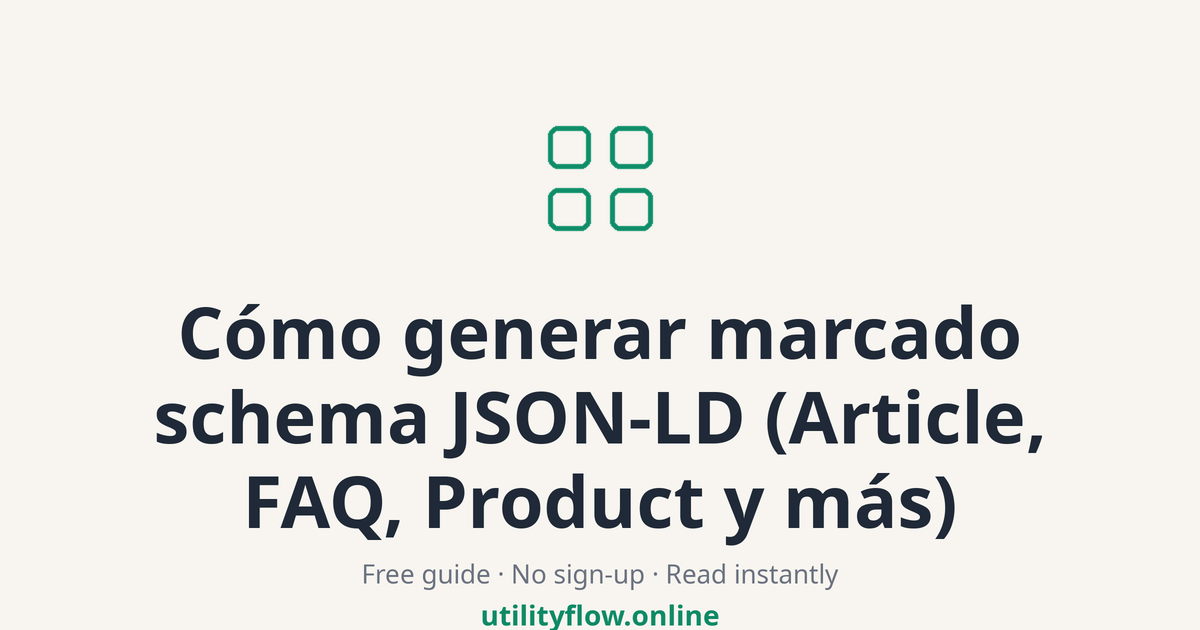 Cómo generar marcado
schema JSON-LD (Article,
FAQ, Product y más)
Free guide · No sign-up · Read instantly
utilityflow.online